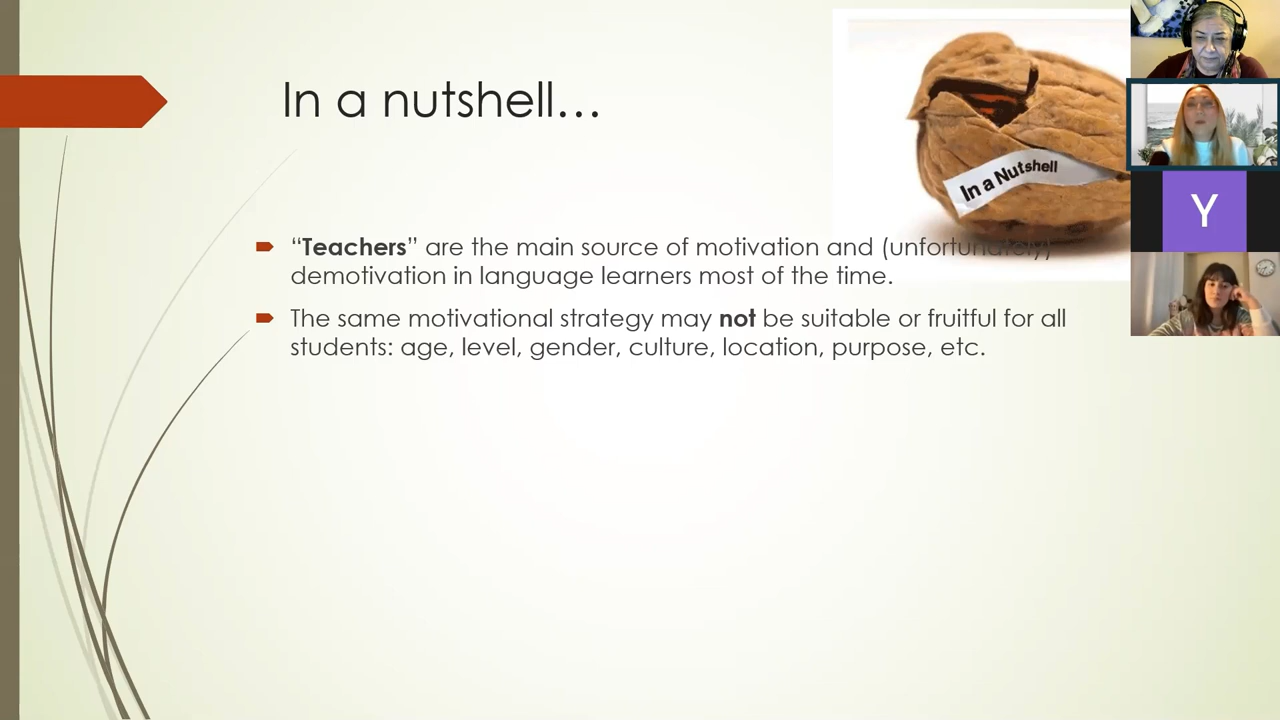 In a nutshell...
In a Nutshell
“Teachers” are the main source of motivation and (unfortunately)
demotivation in language learners most of the time.
The same motivational strategy may not be suitable or fruitful for all
students: age, level, gender, culture, location, purpose, etc.
Y